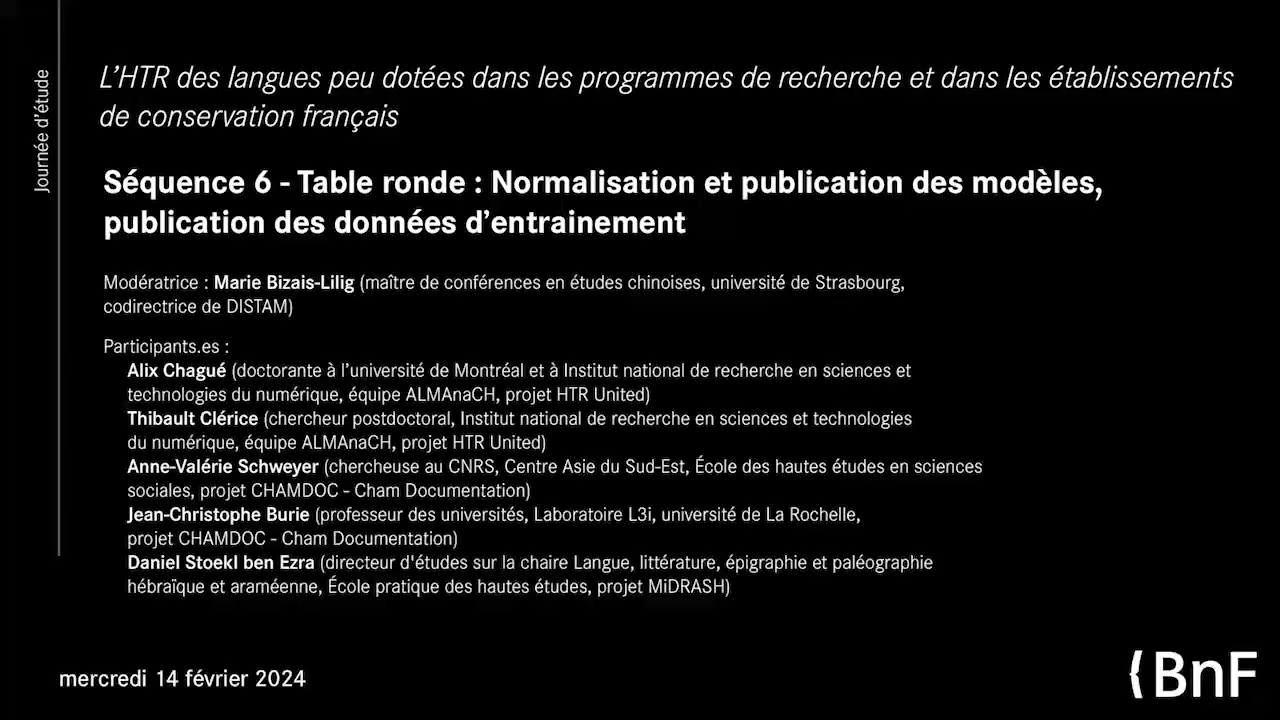 Journée d'étude
L'HTR des langues peu dotées dans les programmes de recherche et dans les établissements
de conservation français
Séquence 6 - Table ronde : Normalisation et publication des modèles,
publication des données d'entrainement
Modératrice : Marie Bizais-Lilig (maître de conférences en études chinoises, université de Strasbourg,
codirectrice de DISTAM)
Participants.es :
Alix Chagué (doctorante à l'université de Montréal et à Institut national de recherche en sciences et
technologies du numérique, équipe ALMAnaCH, projet HTR United)
Thibault Clérice (chercheur postdoctoral, Institut national de recherche en sciences et technologies
du numérique, équipe ALMAnaCH, projet HTR United)
Anne-Valérie Schweyer (chercheuse au CNRS, Centre Asie du Sud-Est, École des hautes études en sciences
sociales, projet CHAMDOC - Cham Documentation)
Jean-Christophe Burie (professeur des universités, Laboratoire L3i, université de La Rochelle,
projet CHAMDOC - Cham Documentation)
Daniel Stoekl ben Ezra (directeur d'études sur la chaire Langue, littérature, épigraphie et paléographie
hébraïque et araméenne, École pratique des hautes études, projet MiDRASH)
mercredi 14 février 2024
{BnF